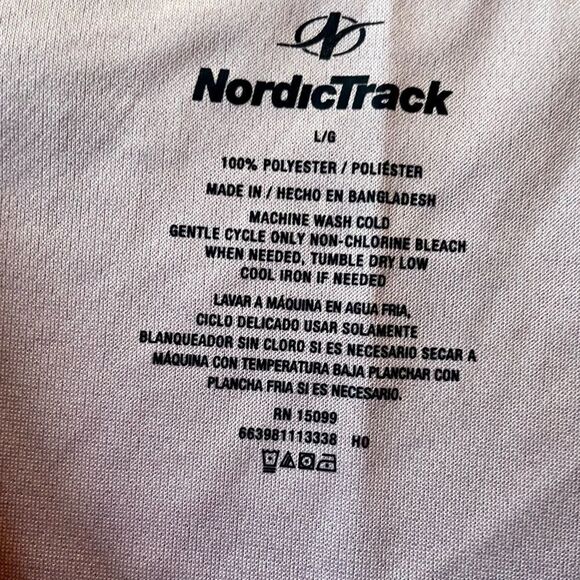 NordicTrack
L/G
100% POLYESTER / POLIÉSTER
MADE IN / HECHO EN BANGLADESH
MACHINE WASH COLD
GENTLE CYCLE ONLY NON-CHLORINE BLEACH
WHEN NEEDED, TUMBLE DRY LOW
COOL IRON IF NEEDED
LAVAR A MÁQUINA EN AGUA FRIA,
CICLO DELICADO USAR SOLAMENTE
BLANQUEADOR SIN CLORO SI ES NECESARIO SECAR A
MÁQUINA CON TEMPERATURA BAJA PLANCHAR CON
PLANCHA FRIA SI ES NECESARIO.
RN 15099
663981113338 HO